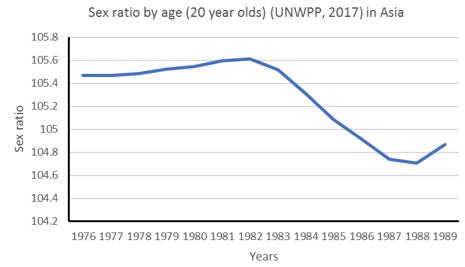 Sex ratio by age (20 year olds) (UNWPP, 2017) in Asia
105.8
105.6
105.4
105.2
105
104.8
104.6
104.4
104.2
Sex ratio
1976 1977 1978 1979 1980 1981 1982 1983 1984 1985 1986 1987 1988 1989
Years